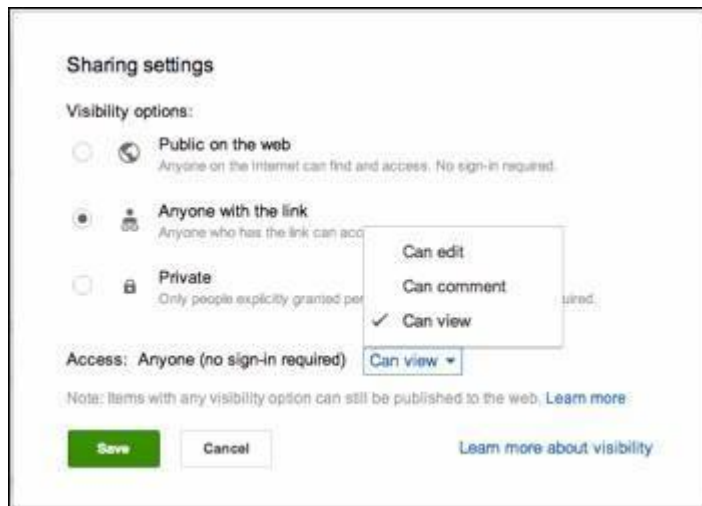 Sharing settings
Visibility options:
Public on the web
Anyone on the Internet can find and access. No sign-in required.
Anyone with the link
Anyone who has the link can acc
Can edit
Private
Can comment
Only people explicitly granted per
uired.
Can view
Access: Anyone (no sign-in required) Can view
Note: Items with any visibility option can still be published to the web. Learn more
Save Cancel Learn more about visibility